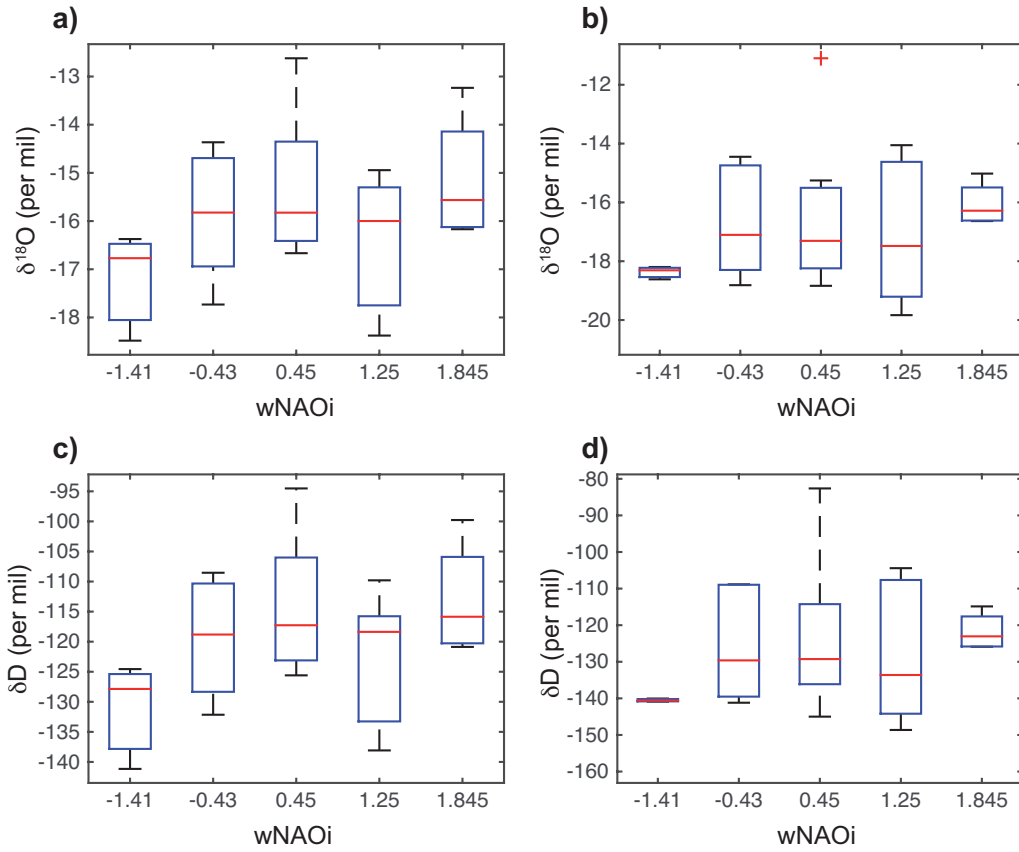 a)
-13
-14
-15
-16
-17
-18
δ18O (per mil)
-1.41 -0.43 0.45 1.25 1.845
wNAOi
b)
-12
-14
-16
-18
-20
δ18O (per mil)
-1.41 -0.43 0.45 1.25 1.845
wNAOi
c)
-95
-100
-105
-110
-115
-120
-125
-130
-135
-140
δD (per mil)
-1.41 -0.43 0.45 1.25 1.845
wNAOi
d)
-80
-90
-100
-110
-120
-130
-140
-150
-160
δD (per mil)
-1.41 -0.43 0.45 1.25 1.845
wNAOi